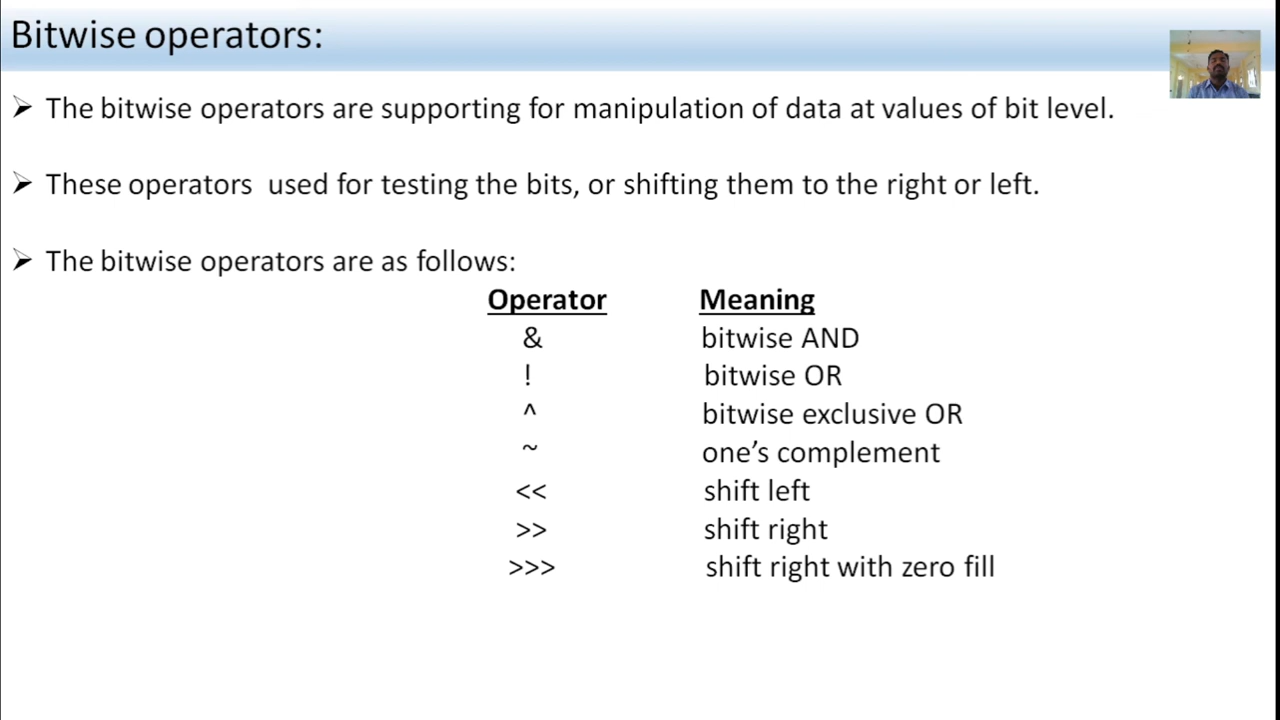 Bitwise operators:
➢ The bitwise operators are supporting for manipulation of data at values of bit level.
➢ These operators used for testing the bits, or shifting them to the right or left.
➢ The bitwise operators are as follows:
Operator Meaning
& bitwise AND
! bitwise OR
^ bitwise exclusive OR
~ one's complement
<< shift left
>> shift right
>>> shift right with zero fill